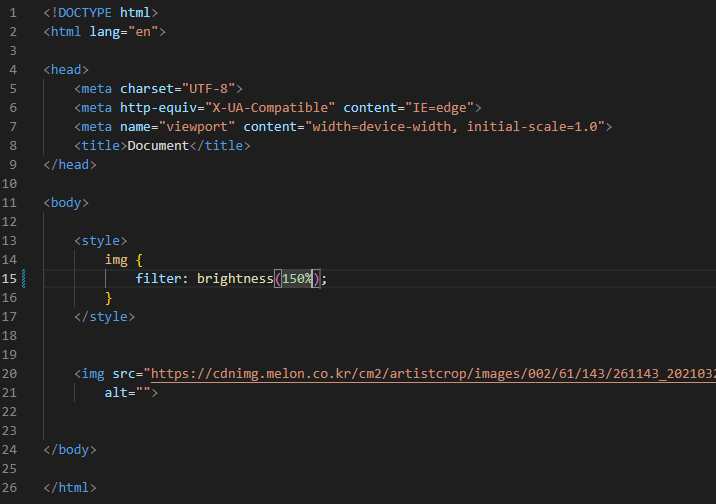 1 <!DOCTYPE html>
2 <html lang="en">
3
4 <head>
5 <meta charset="UTF-8">
6 <meta http-equiv="X-UA-Compatible" content="IE=edge">
7 <meta name="viewport" content="width=device-width, initial-scale=1.0">
8 <title>Document</title>
9 </head>
10
11 <body>
12
13 <style>
14 img {
15 filter: brightness(150%);
16 }
17 </style>
18
19
20 <img src="https://cdnimg.melon.co.kr/cm2/artistcrop/images/002/61/143/261143_2021032
21 alt="">
22
23
24 </body>
25
26 </html>